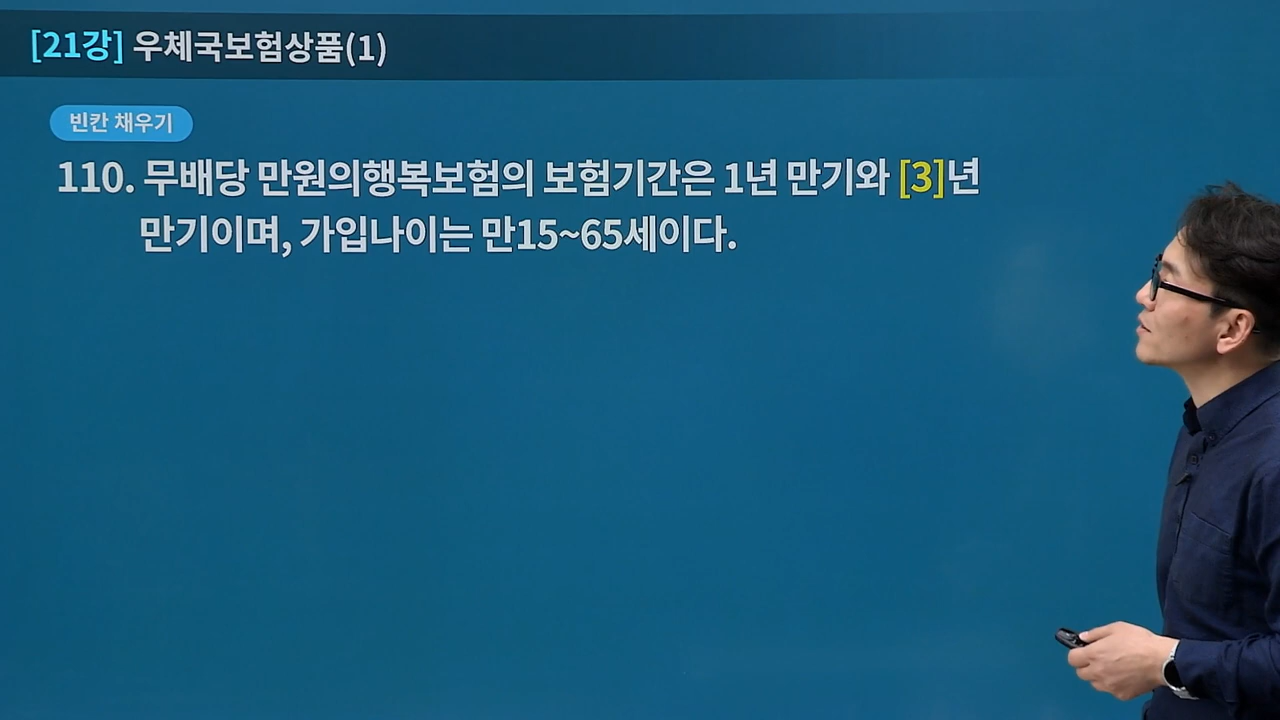 [21강] 우체국보험상품(1)
빈칸 채우기
110. 무배당 만원의행복보험의 보험기간은 1년 만기와 [3]년
만기이며, 가입나이는 만15~65세이다.